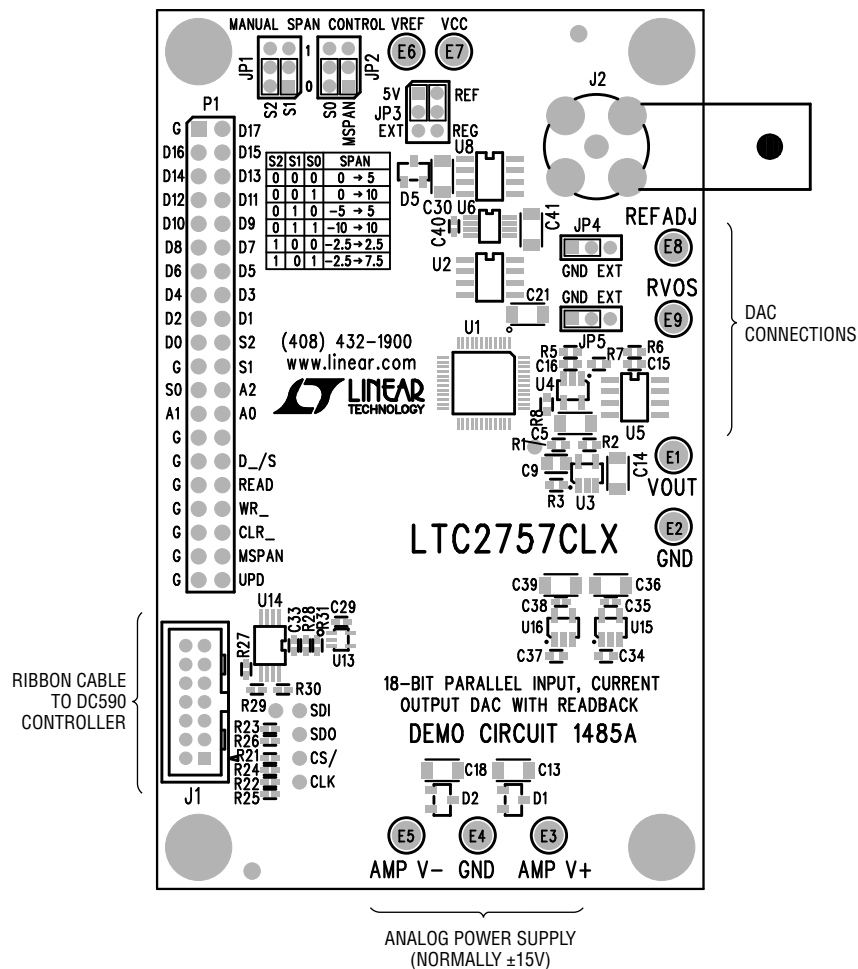 MANUAL SPAN CONTROL VREF VCC
E6 E7
JP1 1 0 JP2
S2 S1 S0 MSPAN
5V REF
JP3
EXT REG
J2
P1
G D17
D16 D15
D14 D13
D12 D11
D10 D9
D8 D7
D6 D5
D4 D3
D2 D1
D0 S2
G S1
S0 A2
A1 A0
G
G D_/S
G READ
G WR_
G CLR_
G MSPAN
G UPD
S2 S1 S0 SPAN
0 0 0 0 → 5
0 0 1 0 → 10
0 1 0 -5 → 5
0 1 1 -10 → 10
1 0 0 -2.5 → 2.5
1 0 1 -2.5 → 7.5
U8
D5 C30
U6
C40 C41
U2
C21
JP4
GND EXT
GND EXT
JP5
REFADJ
E8
RVOS
E9
DAC
CONNECTIONS
(408) 432-1900
www.linear.com
LINEAR
TECHNOLOGY
U1
R5 R7 R6
C16 C15
U4
R8 U5
C5
R1 R2
C9 C14
R3 U3
E1
VOUT
E2
GND
LTC2757CLX
C39 C36
C38 C35
U16 U15
C37 C34
U14
C33 R28 R31 C29
U13
R27
R30
R29 SDI
R23 SDO
R26
R21 CS/
R24
R22 CLK
R25
J1
RIBBON CABLE
TO DC590
CONTROLLER
18-BIT PARALLEL INPUT, CURRENT
OUTPUT DAC WITH READBACK
DEMO CIRCUIT 1485A
C18 C13
D2 D1
E5 E4 E3
AMP V- GND AMP V+
ANALOG POWER SUPPLY
(NORMALLY ±15V)